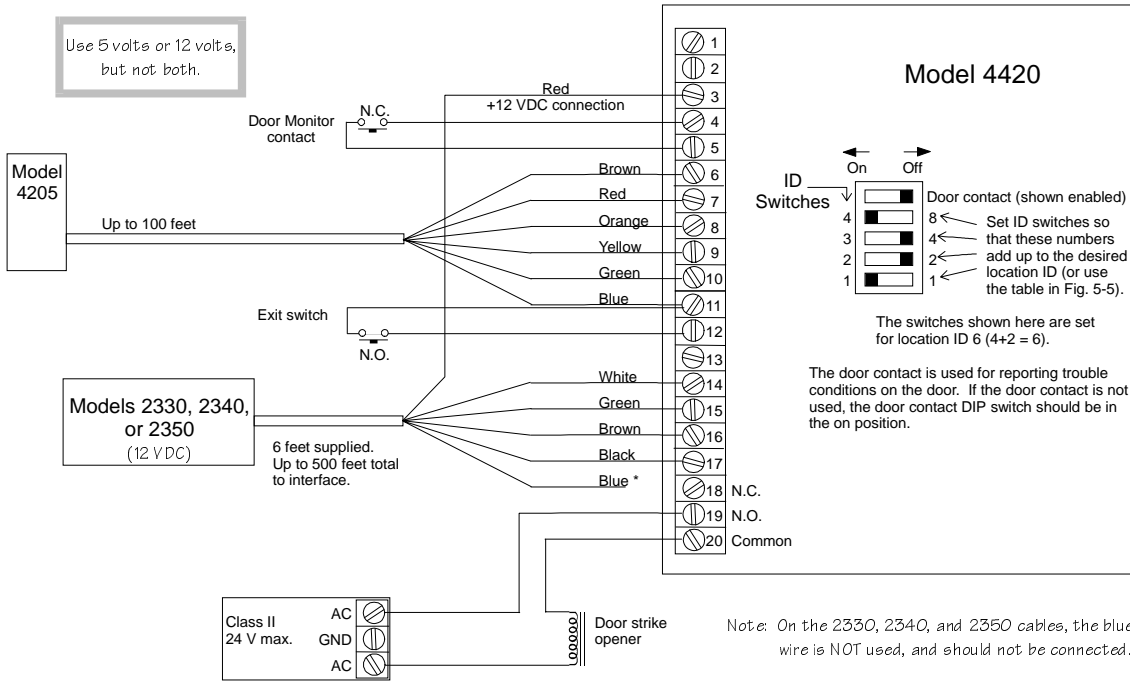 Use 5 volts or 12 volts,
but not both.
Model 4420
1
2
3
4
5
6
7
8
9
10
11
12
13
14
15
16
17
18 N.C.
19 N.O.
20 Common
Red
+12 VDC connection
Door Monitor
contact
N.C.
Model
4205
Up to 100 feet
Brown
Red
Orange
Yellow
Green
Blue
Exit switch
N.O.
Models 2330, 2340,
or 2350
(12 VDC)
6 feet supplied.
Up to 500 feet total
to interface.
White
Green
Brown
Black
Blue *
On Off
ID
Switches
Door contact (shown enabled)
4 8
3 4
2 2
1 1
Set ID switches so
that these numbers
add up to the desired
location ID (or use
the table in Fig. 5-5).
The switches shown here are set
for location ID 6 (4+2 = 6).
The door contact is used for reporting trouble
conditions on the door. If the door contact is not
used, the door contact DIP switch should be in
the on position.
Class II
24 V max.
AC
GND
AC
Door strike
opener
Note: On the 2330, 2340, and 2350 cables, the blue
wire is NOT used, and should not be connected.